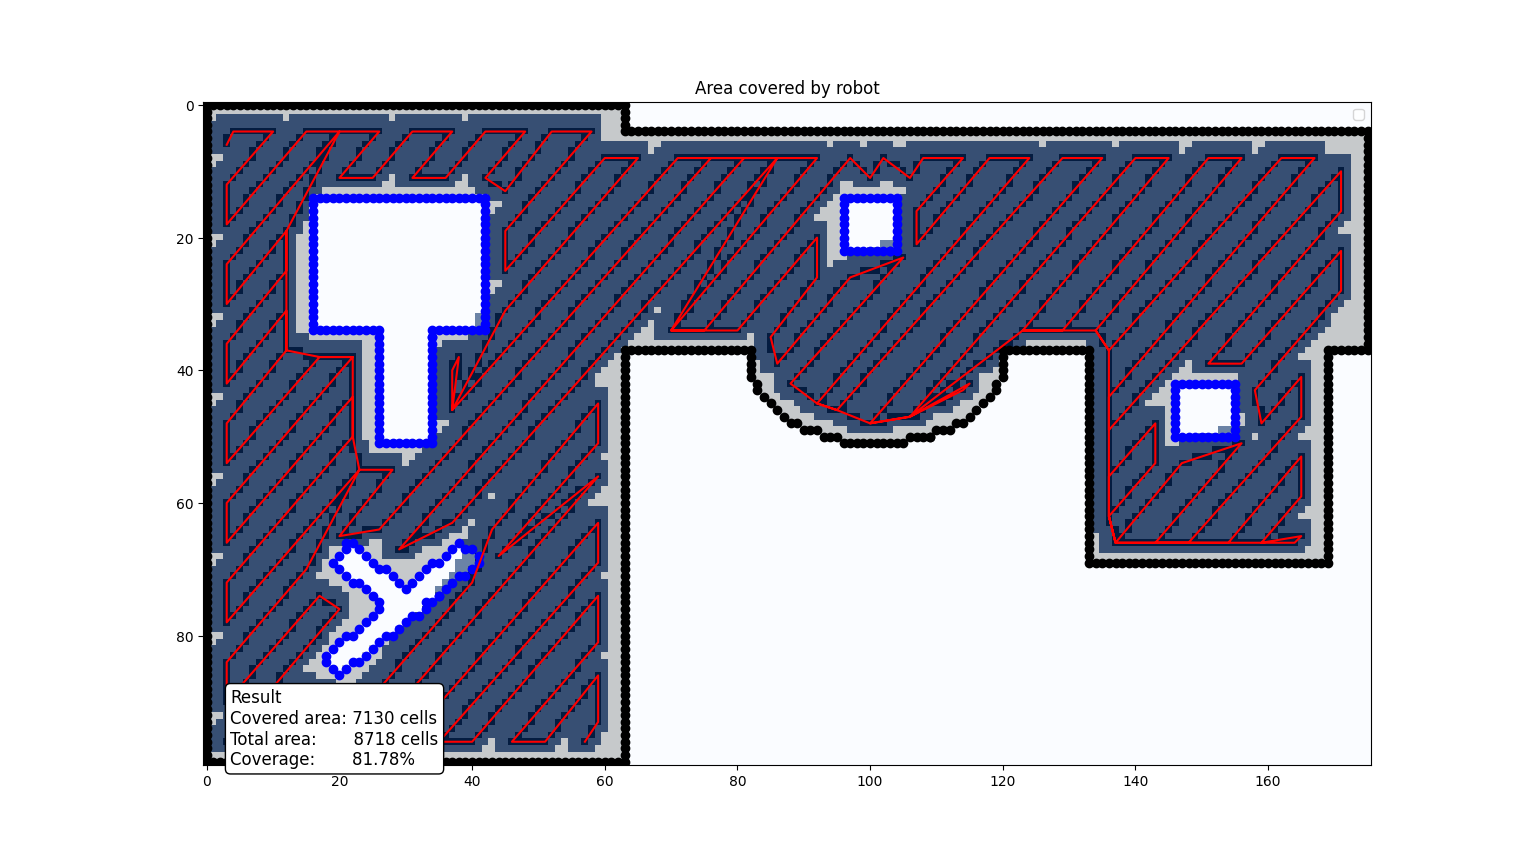 Area covered by robot
0
20
40
60
80
Result
Covered area: 7130 cells
Total area: 8718 cells
Coverage: 81.78%
0 20 40 60 80 100 120 140 160